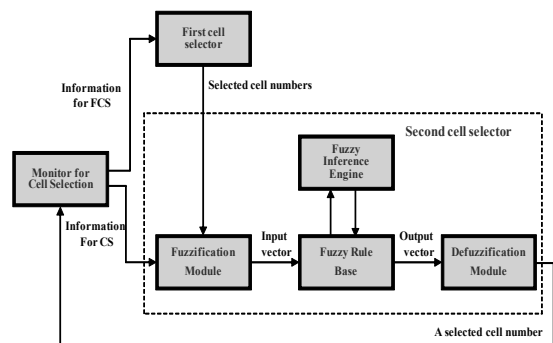 First cell
selector
Information
for FCS
Selected cell numbers
Second cell selector
Fuzzy
Inference
Engine
Monitor for
Cell Selection
Information
For CS
Fuzzification
Module
Input
vector
Fuzzy Rule
Base
Output
vector
Defuzzification
Module
A selected cell number